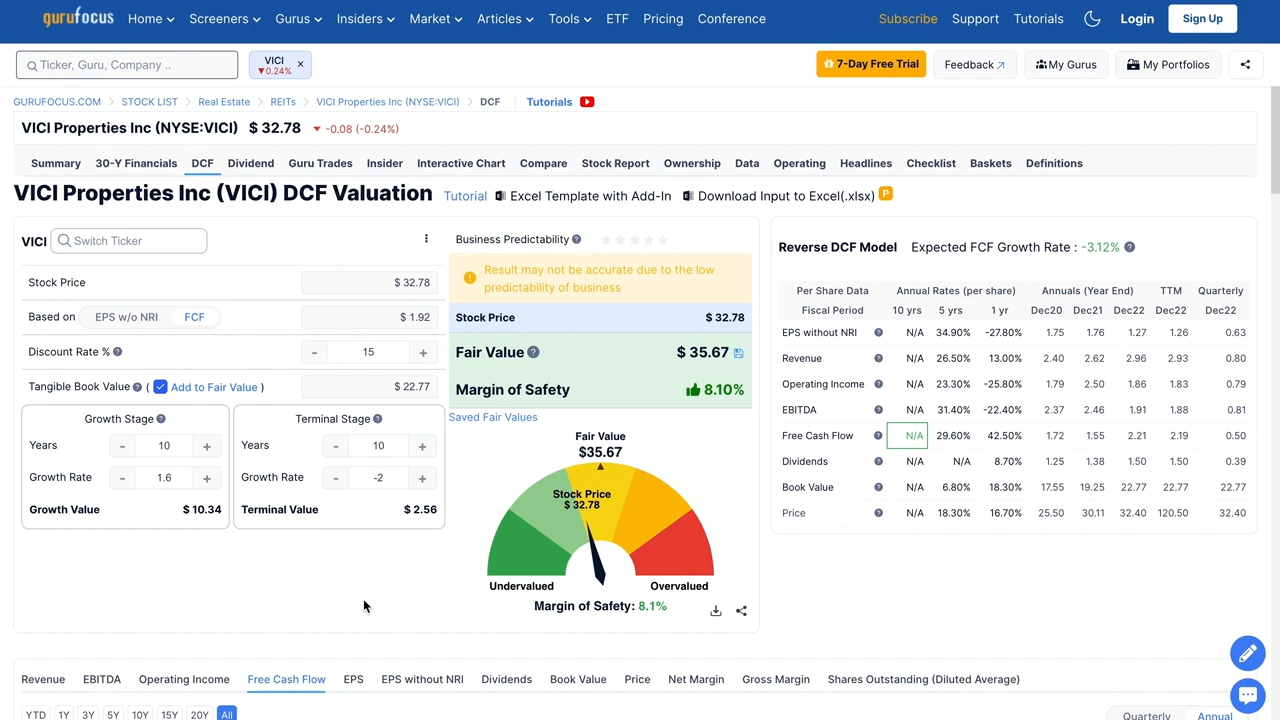 gurufocus Home Screeners Gurus Insiders Market Articles Tools ETF Pricing Conference Subscribe Support Tutorials Login Sign Up
Ticker, Guru, Company .. VICI × ▼0.24% 7-Day Free Trial Feedback My Gurus My Portfolios
GURUFOCUS.COM > STOCK LIST > Real Estate > REITs > VICI Properties Inc (NYSE:VICI) > DCF Tutorials
VICI Properties Inc (NYSE:VICI) $ 32.78 ▼ -0.08 (-0.24%)
Summary 30-Y Financials DCF Dividend Guru Trades Insider Interactive Chart Compare Stock Report Ownership Data Operating Headlines Checklist Baskets Definitions
VICI Properties Inc (VICI) DCF Valuation Tutorial Excel Template with Add-In Download Input to Excel(.xlsx) P
VICI Switch Ticker
Stock Price $ 32.78
Based on EPS w/o NRI FCF $ 1.92
Discount Rate % ? - 15 +
Tangible Book Value ? ( Add to Fair Value ) $ 22.77
Growth Stage ?
Years - 10 +
Growth Rate - 1.6 +
Growth Value $ 10.34
Terminal Stage ?
Years - 10 +
Growth Rate - -2 +
Terminal Value $ 2.56
Business Predictability ?
Result may not be accurate due to the low
predictability of business
Stock Price $ 32.78
Fair Value ? $ 35.67
Margin of Safety 8.10%
Saved Fair Values
Fair Value
$35.67
Stock Price
$ 32.78
Undervalued Overvalued
Margin of Safety: 8.1%
Reverse DCF Model Expected FCF Growth Rate : -3.12% ?
Per Share Data Annual Rates (per share) Annuals (Year End) TTM Quarterly
Fiscal Period 10 yrs 5 yrs 1 yr Dec20 Dec21 Dec22 Dec22 Dec22
EPS without NRI ? N/A 34.90% -27.80% 1.75 1.76 1.27 1.26 0.63
Revenue ? N/A 26.50% 13.00% 2.40 2.62 2.96 2.93 0.80
Operating Income ? N/A 23.30% -25.80% 1.79 2.50 1.86 1.83 0.79
EBITDA ? N/A 31.40% -22.40% 2.37 2.46 1.91 1.88 0.81
Free Cash Flow ? N/A 29.60% 42.50% 1.72 1.55 2.21 2.19 0.50
Dividends ? N/A N/A 8.70% 1.25 1.38 1.50 1.50 0.39
Book Value ? N/A 6.80% 18.30% 17.55 19.25 22.77 22.77 22.77
Price ? N/A 18.30% 16.70% 25.50 30.11 32.40 120.50 32.40
Revenue EBITDA Operating Income Free Cash Flow EPS EPS without NRI Dividends Book Value Price Net Margin Gross Margin Shares Outstanding (Diluted Average)
YTD 1Y 3Y 5Y 10Y 15Y 20Y All Quarterly Annual